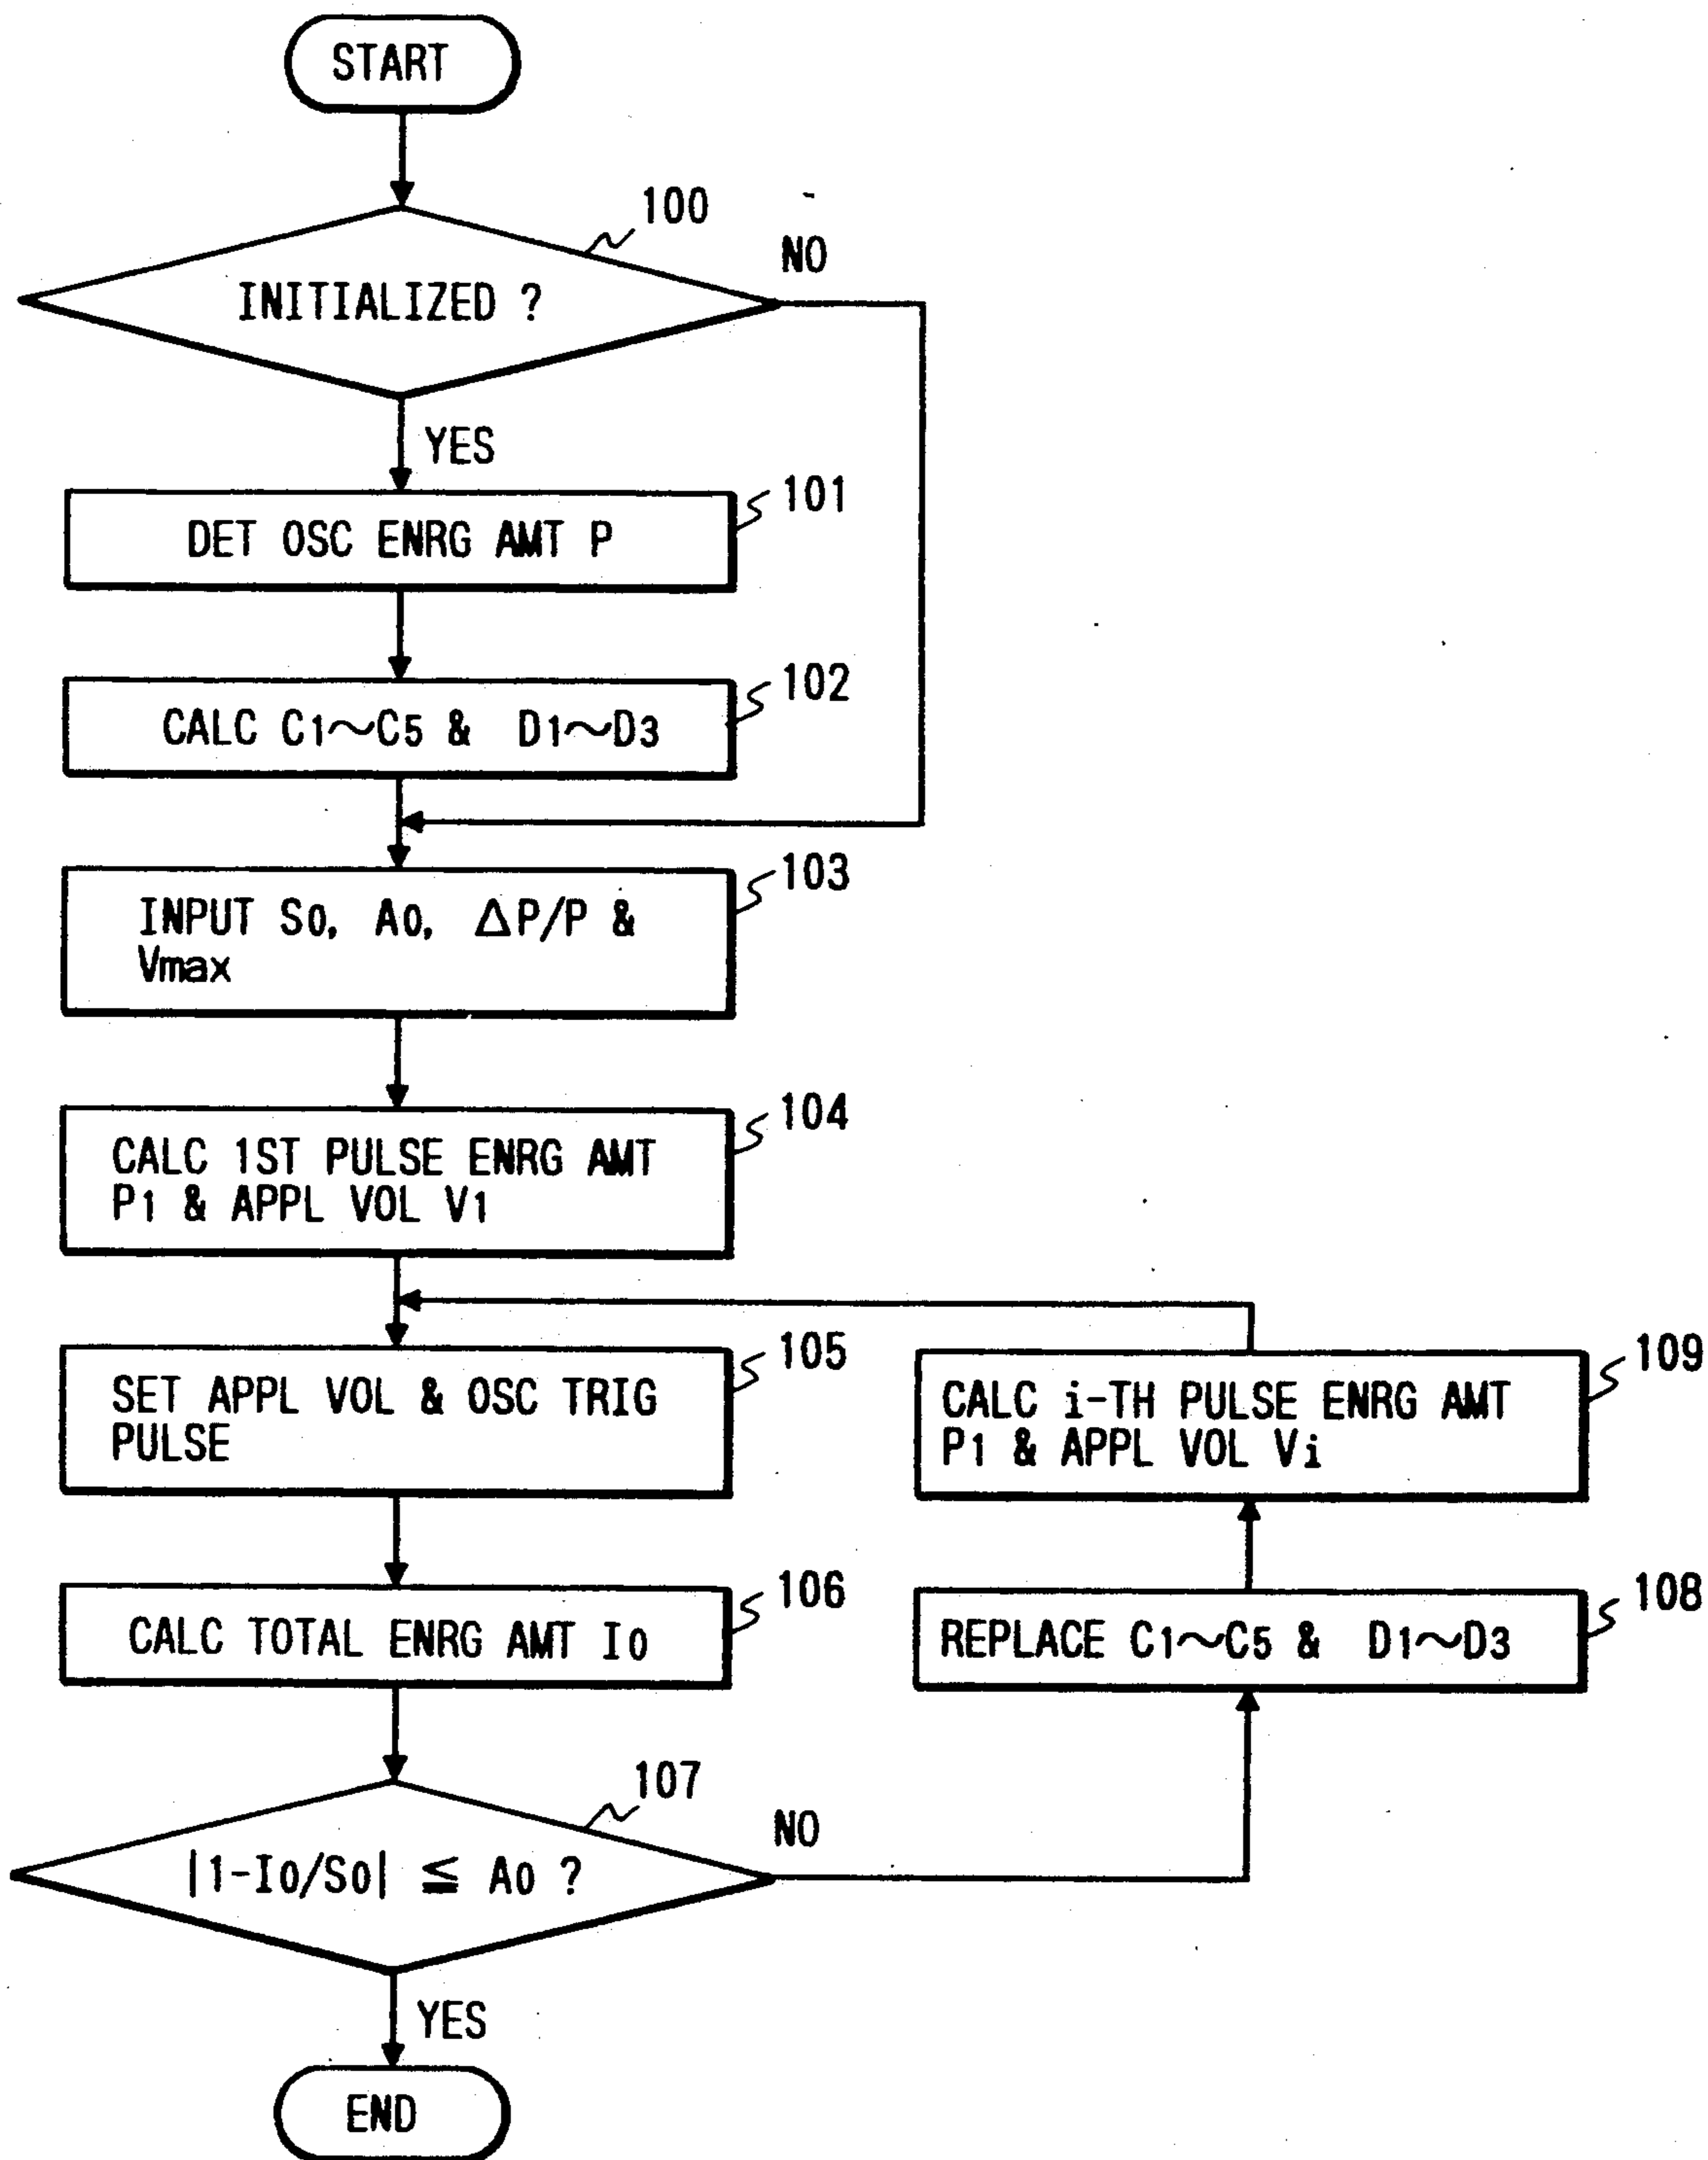 START
100
NO
INITIALIZED ?
YES
101
DET OSC ENRG AMT P
102
CALC C1~C5 & D1~D3
103
INPUT S0, A0, ΔP/P &
Vmax
104
CALC 1ST PULSE ENRG AMT
P1 & APPL VOL V1
105
SET APPL VOL & OSC TRIG
PULSE
109
CALC i-TH PULSE ENRG AMT
P1 & APPL VOL Vi
106
CALC TOTAL ENRG AMT I0
108
REPLACE C1~C5 & D1~D3
107
NO
|1-I0/S0| ≦ A0 ?
YES
END